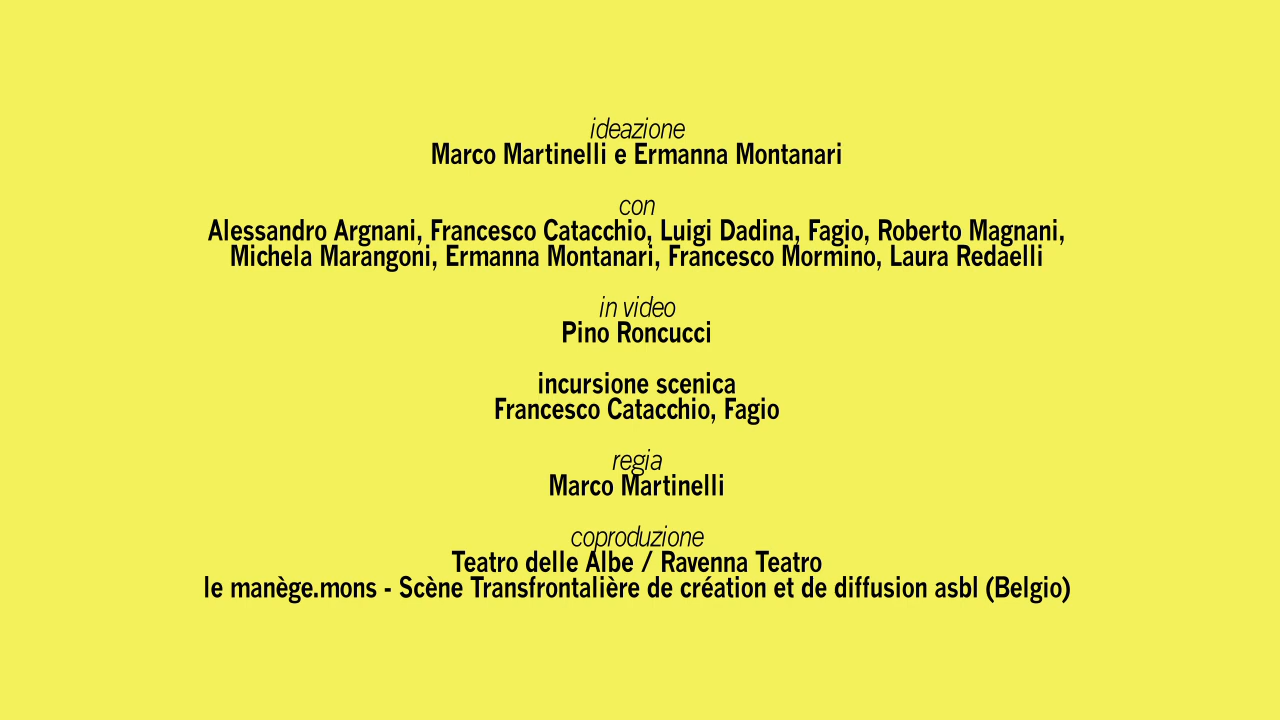 ideazione
Marco Martinelli e Ermanna Montanari
con
Alessandro Argnani, Francesco Catacchio, Luigi Dadina, Fagio, Roberto Magnani,
Michela Marangoni, Ermanna Montanari, Francesco Mormino, Laura Redaelli
in video
Pino Roncucci
incursione scenica
Francesco Catacchio, Fagio
regia
Marco Martinelli
coproduzione
Teatro delle Albe / Ravenna Teatro
le manège.mons - Scène Transfrontalière de création et de diffusion asbl (Belgio)